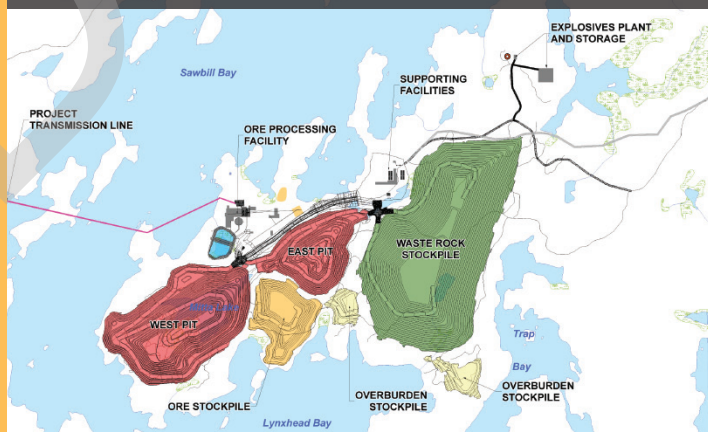 EXPLOSIVES PLANT
AND STORAGE
Sawbill Bay
SUPPORTING
FACILITIES
PROJECT
TRANSMISSION LINE
ORE PROCESSING
FACILITY
EAST PIT
WASTE ROCK
STOCKPILE
WEST PIT
Trap
Bay
ORE STOCKPILE
OVERBURDEN
STOCKPILE
OVERBURDEN
STOCKPILE
Lynxhead Bay